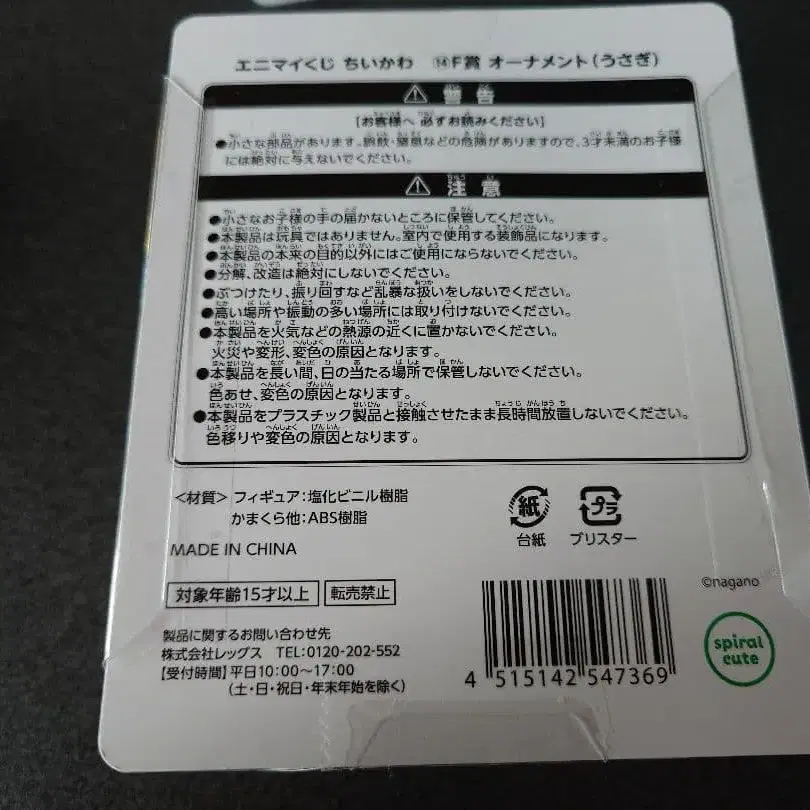 エニマイくじ ちいかわ ⑭F賞 オーナメント(うさぎ)
⚠ 警告
[お客様へ 必ずお読みください]
●小さな部品があります。誤飲・窒息などの危険がありますので、3才未満のお子様
には絶対に与えないでください。
⚠ 注意
●小さなお子様の手の届かないところに保管してください。
●本製品は玩具ではありません。室内で使用する装飾品になります。
●本製品の本来の目的以外にはご使用にならないでください。
●分解、改造は絶対にしないでください。
●ぶつけたり、振り回すなど乱暴な扱いをしないでください。
●高い場所や振動の多い場所には取り付けないでください。
●本製品を火気などの熱源の近くに置かないでください。
火災や変形、変色の原因となります。
●本製品を長い間、日の当たる場所で保管しないでください。
色あせ、変色の原因となります。
●本製品をプラスチック製品と接触させたまま長時間放置しないでください。
色移りや変色の原因となります。
<材質> フィギュア:塩化ビニル樹脂
かまくら他:ABS樹脂
紙
台紙
プラ
ブリスター
MADE IN CHINA
対象年齢15才以上 転売禁止
©nagano
製品に関するお問い合わせ先
株式会社レッグス TEL:0120-202-552
【受付時間】平日10:00〜17:00
(土・日・祝日・年末年始を除く)
4 515142 547369
spiral
cute